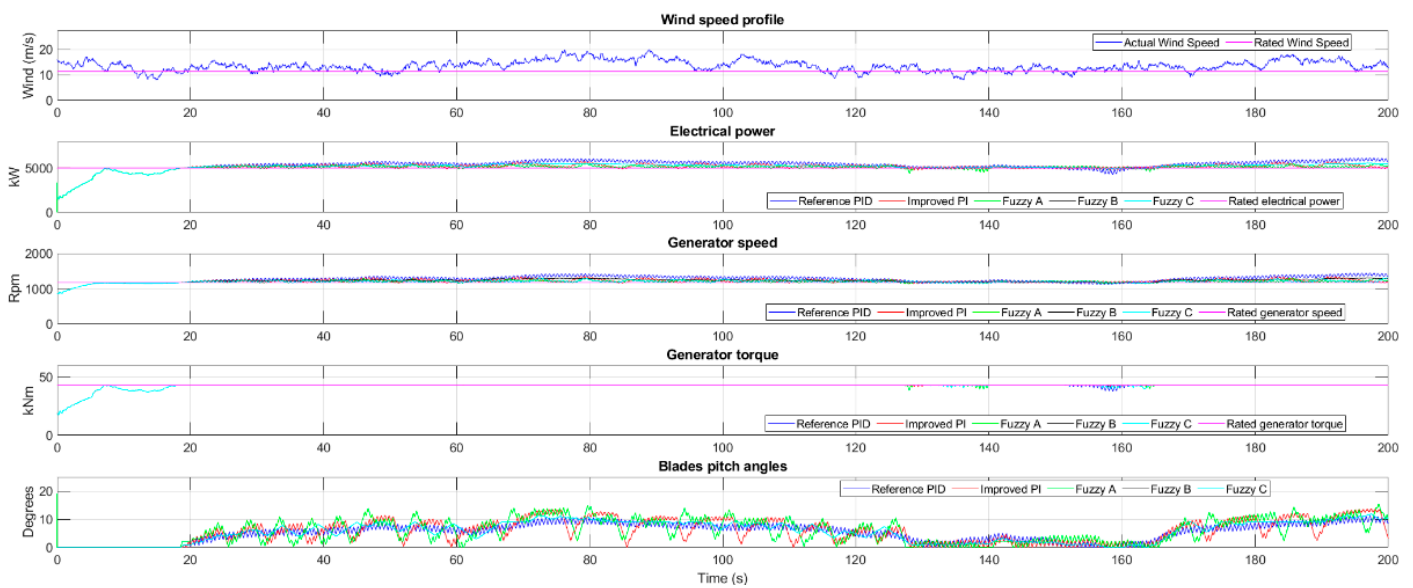 Wind speed profile
Wind (m/s)
20
10
0
Actual Wind Speed Rated Wind Speed
0 20 40 60 80 100 120 140 160 180 200
Electrical power
kW
5000
0
Reference PID Improved PI Fuzzy A Fuzzy B Fuzzy C Rated electrical power
0 20 40 60 80 100 120 140 160 180 200
Generator speed
Rpm
2000
1000
0
Reference PID Improved PI Fuzzy A Fuzzy B Fuzzy C Rated generator speed
0 20 40 60 80 100 120 140 160 180 200
Generator torque
kNm
50
0
Reference PID Improved PI Fuzzy A Fuzzy B Fuzzy C Rated generator torque
0 20 40 60 80 100 120 140 160 180 200
Blades pitch angles
Degrees
20
10
0
Reference PID Improved PI Fuzzy A Fuzzy B Fuzzy C
0 20 40 60 80 100 120 140 160 180 200
Time (s)